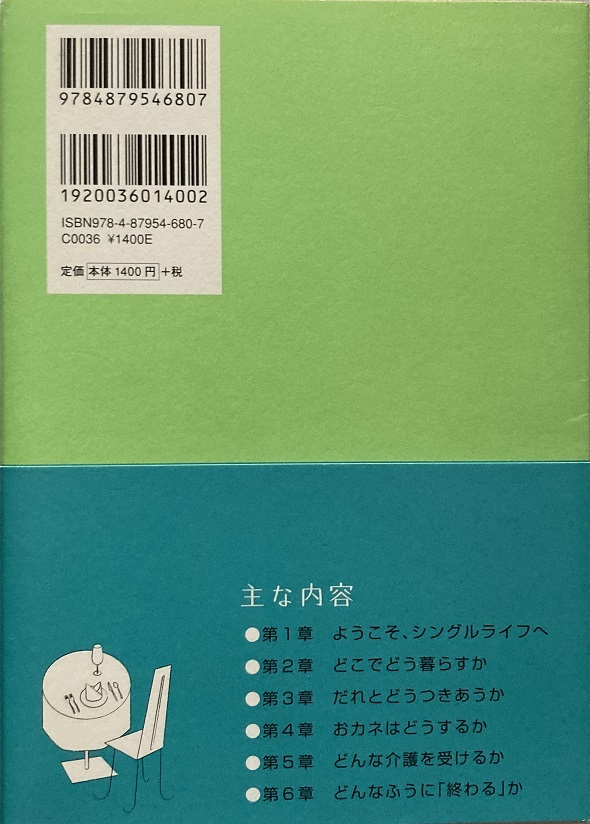 9784879546807
1920036014002
ISBN978-4-87954-680-7
C0036 ¥1400E
定価 本体 1400 円 +税
主な内容
●第1章 ようこそ、シングルライフへ
●第2章 どこでどう暮らすか
●第3章 だれとどうつきあうか
●第4章 おカネはどうするか
●第5章 どんな介護を受けるか
●第6章 どんなふうに「終わる」か